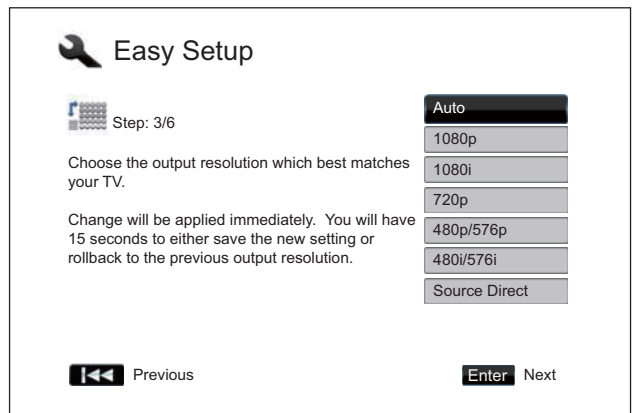 Easy Setup
Step: 3/6
Choose the output resolution which best matches
your TV.
Change will be applied immediately.  You will have
15 seconds to either save the new setting or
rollback to the previous output resolution.
Auto
1080p
1080i
720p
480p/576p
480i/576i
Source Direct
Previous
Enter Next